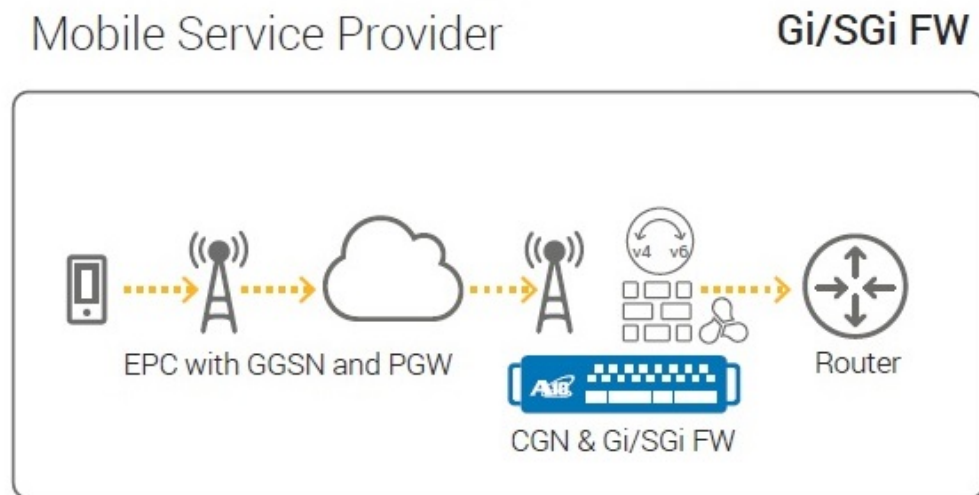 Mobile Service Provider
Gi/SGi FW
v4 v6
EPC with GGSN and PGW
A10
CGN & Gi/SGi FW
Router